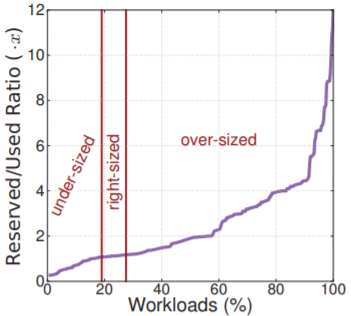 12
10
8
6
4
2
0
Reserved/Used Ratio ( ·x)
under-sized
right-sized
over-sized
0 20 40 60 80 100
Workloads (%)